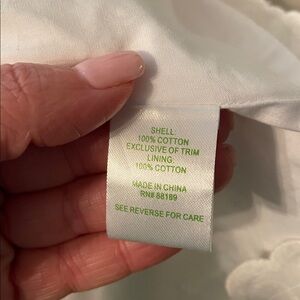 SHELL
100% COTTON
EXCLUSIVE OF TRIM
LINING:
100% COTTON
MADE IN CHINA
RN# 88189
SEE REVERSE FOR CARE